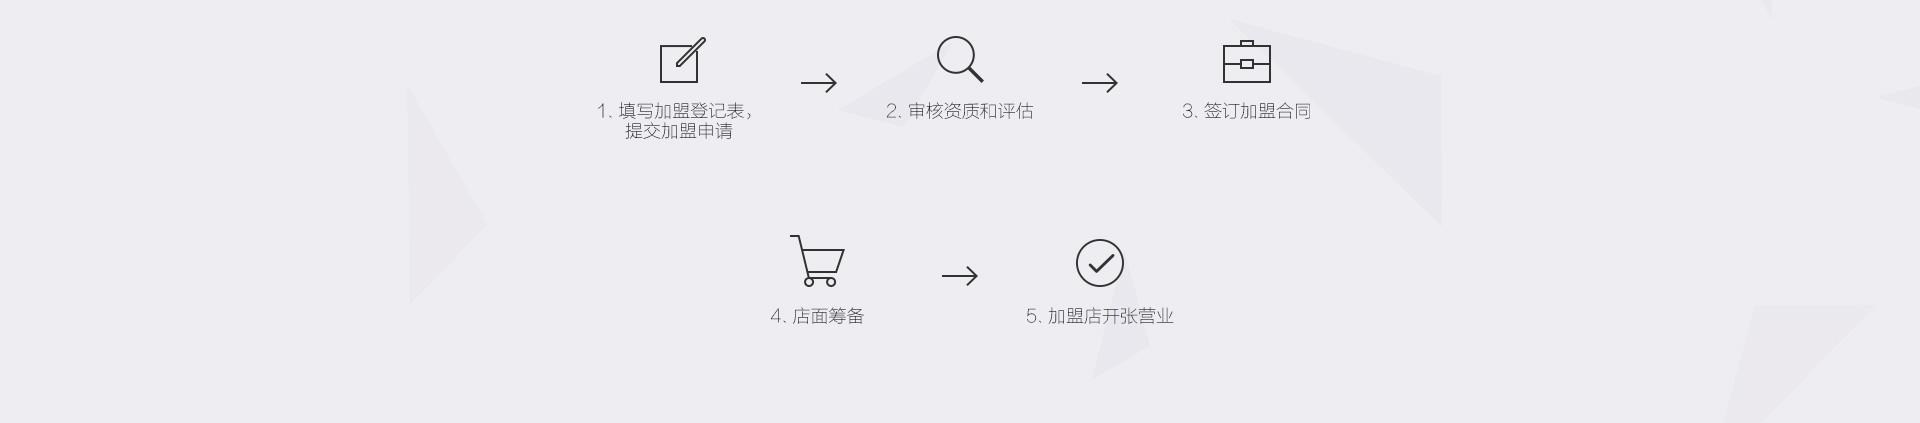 1、填写加盟登记表，
提交加盟申请
2、审核资质和评估
3、签订加盟合同
4、店面筹备
5、加盟店开张营业